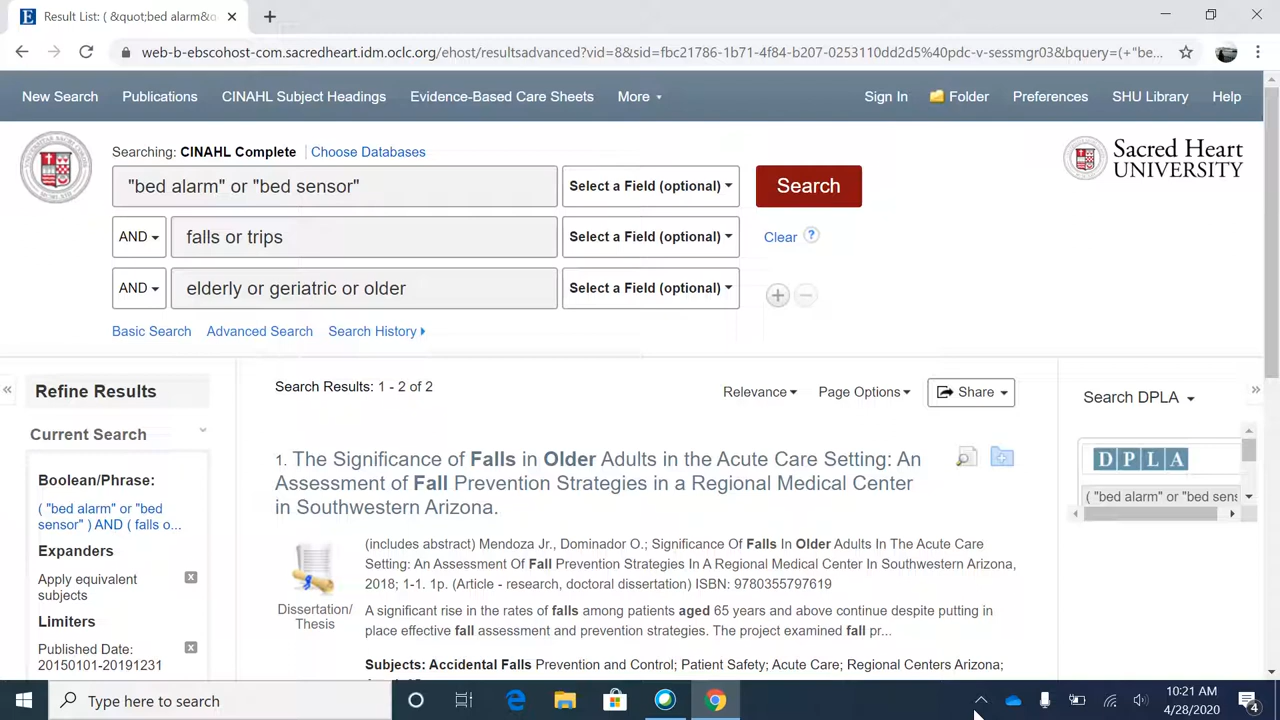 Result List: ( &quot;bed alarm&o
web-b-ebscohost-com.sacredheart.idm.oclc.org/ehost/resultsadvanced?vid=8&sid=fbc21786-1b71-4f84-b207-0253110dd2d5%40pdc-v-sessmgr03&bquery=(+"be...
New Search Publications CINAHL Subject Headings Evidence-Based Care Sheets More Sign In Folder Preferences SHU Library Help
Searching: CINAHL Complete Choose Databases
Sacred Heart
UNIVERSITY
"bed alarm" or "bed sensor" Select a Field (optional) Search
AND falls or trips Select a Field (optional) Clear ?
AND elderly or geriatric or older Select a Field (optional)
Basic Search Advanced Search Search History
Refine Results
Current Search
Boolean/Phrase:
( "bed alarm" or "bed
sensor" ) AND ( falls o...
Expanders
Apply equivalent
subjects
Limiters
Published Date:
20150101-20191231
Search Results: 1 - 2 of 2 Relevance Page Options Share
1. The Significance of Falls in Older Adults in the Acute Care Setting: An
Assessment of Fall Prevention Strategies in a Regional Medical Center
in Southwestern Arizona.
Dissertation/
Thesis
(includes abstract) Mendoza Jr., Dominador O.; Significance Of Falls In Older Adults In The Acute Care
Setting: An Assessment Of Fall Prevention Strategies In A Regional Medical Center In Southwestern Arizona,
2018; 1-1. 1p. (Article - research, doctoral dissertation) ISBN: 9780355797619
A significant rise in the rates of falls among patients aged 65 years and above continue despite putting in
place effective fall assessment and prevention strategies. The project examined fall pr...
Subjects: Accidental Falls Prevention and Control; Patient Safety; Acute Care; Regional Centers Arizona;
Search DPLA
DPLA
( "bed alarm" or "bed sens
Type here to search
10:21 AM
4/28/2020
4